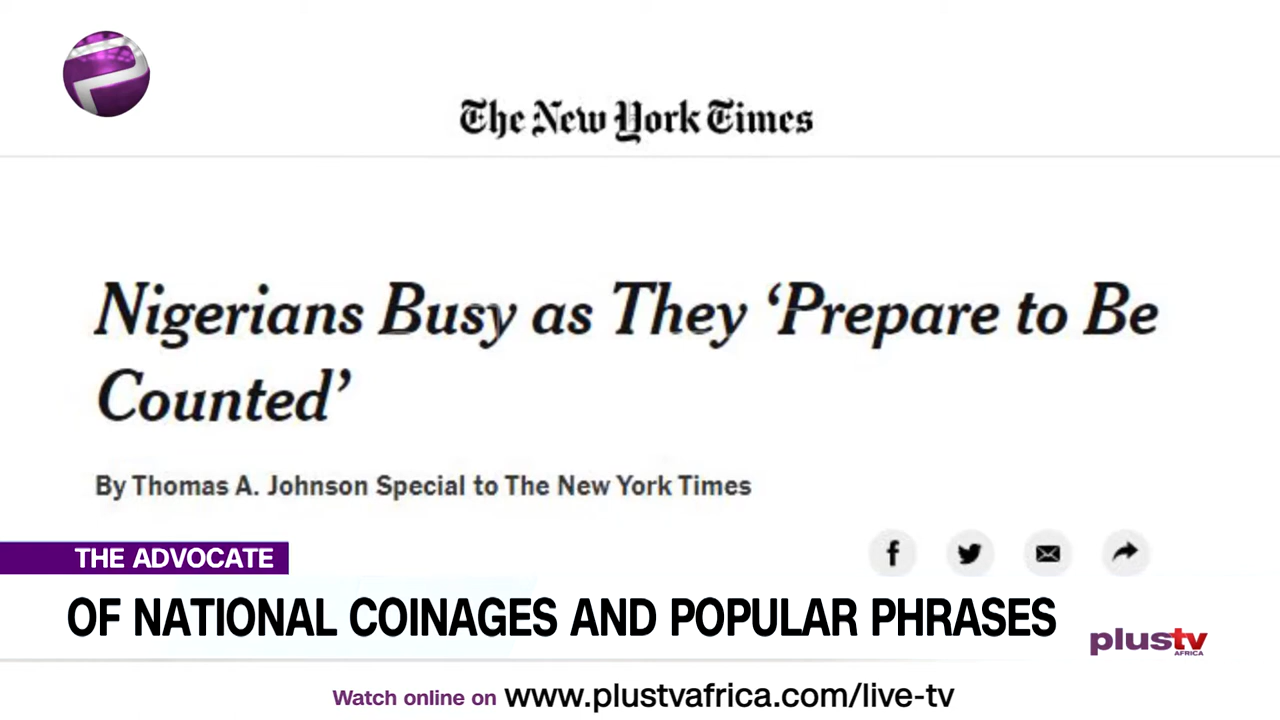 The New York Times
Nigerians Busy as They ‘Prepare to Be
Counted’
By Thomas A. Johnson Special to The New York Times
THE ADVOCATE
OF NATIONAL COINAGES AND POPULAR PHRASES
plustv
AFRICA
Watch online on www.plustvafrica.com/live-tv